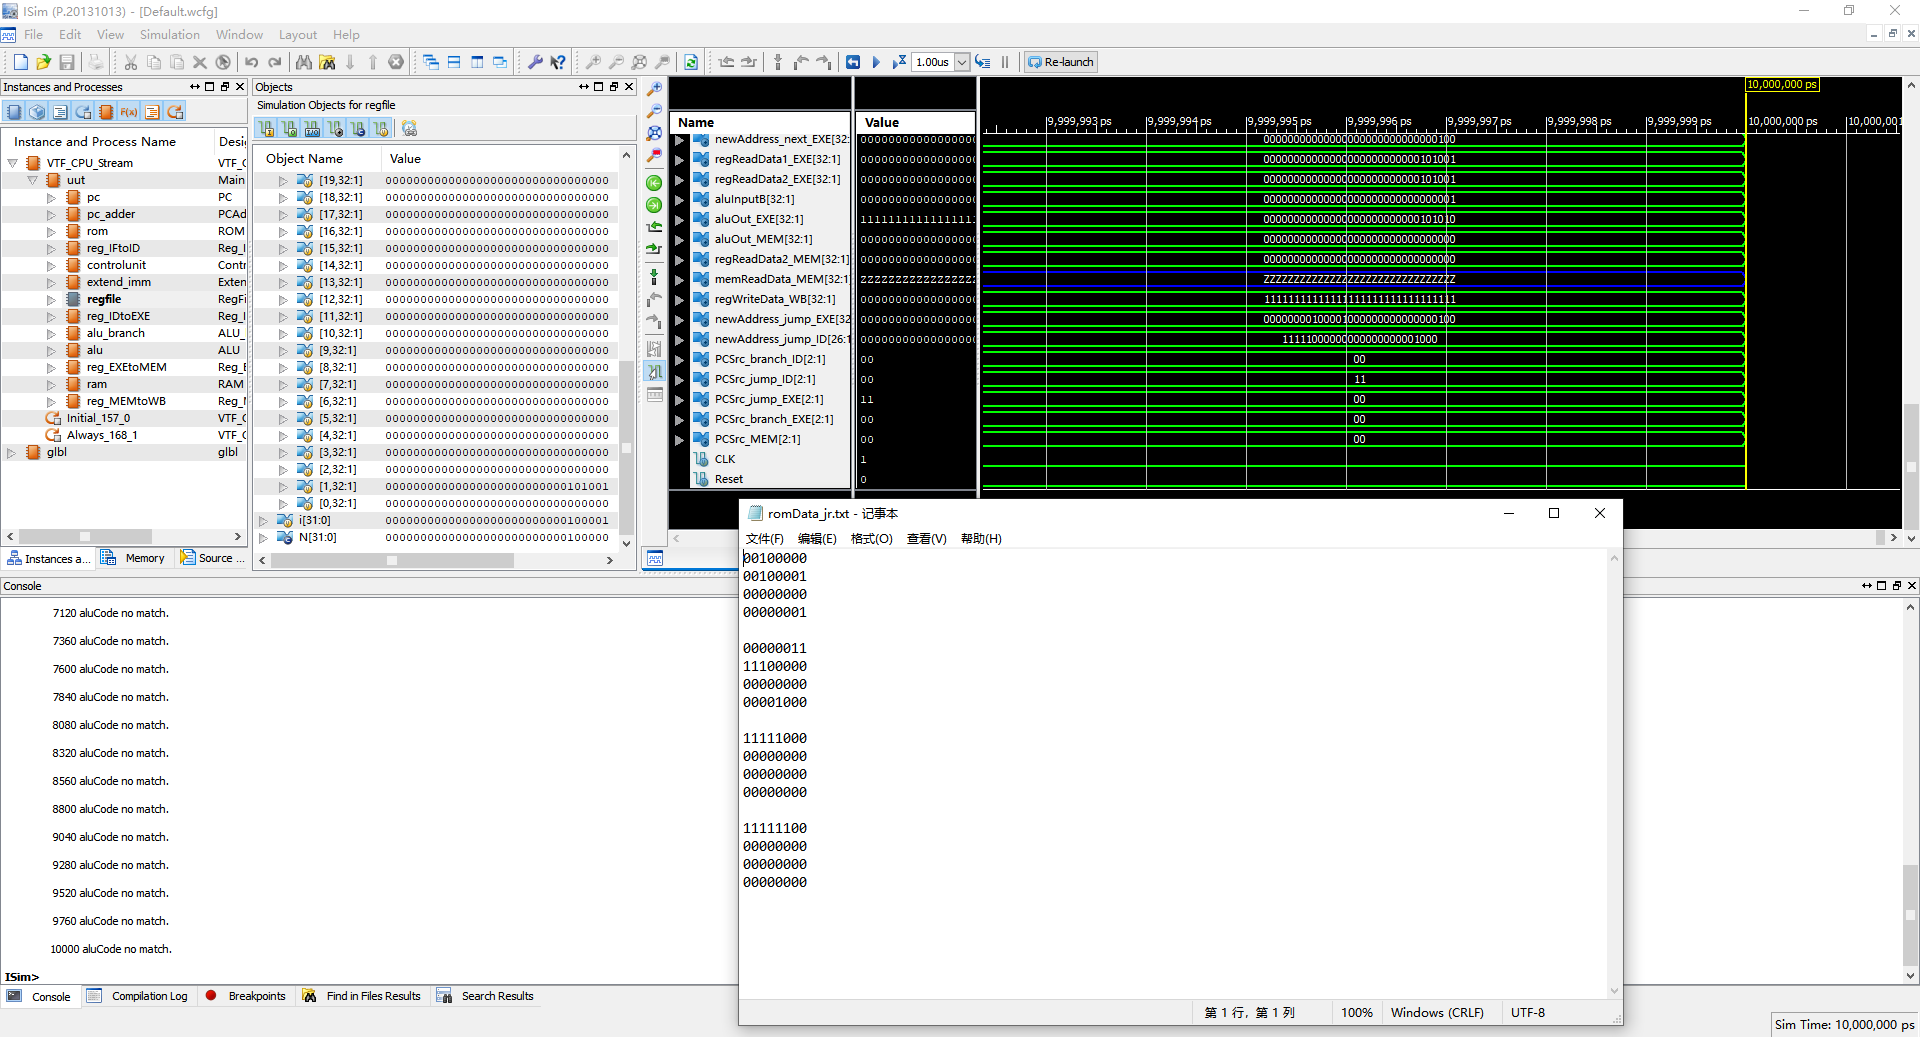 ISim (P.20131013) - [Default.wcfg]
File Edit View Simulation Window Layout Help
1.00us
Re-launch
Instances and Processes
Instance and Process Name
VTF_CPU_Stream VTF_C
uut Main
pc PC
pc_adder PCAd
rom ROM
reg_IFtoID Reg_I
controlunit Contr
extend_imm Exten
regfile RegFi
reg_IDtoEXE Reg_I
alu_branch ALU_
alu ALU
reg_EXEtoMEM Reg_E
ram RAM
reg_MEMtoWB Reg_M
Initial_157_0 VTF_C
Always_168_1 VTF_C
glbl glbl
Instances a...
Memory
Source ...
Objects
Simulation Objects for regfile
Object Name Value
[19,32:1] 00000000000000000000000000000000
[18,32:1] 00000000000000000000000000000000
[17,32:1] 00000000000000000000000000000000
[16,32:1] 00000000000000000000000000000000
[15,32:1] 00000000000000000000000000000000
[14,32:1] 00000000000000000000000000000000
[13,32:1] 00000000000000000000000000000000
[12,32:1] 00000000000000000000000000000000
[11,32:1] 00000000000000000000000000000000
[10,32:1] 00000000000000000000000000000000
[9,32:1] 00000000000000000000000000000000
[8,32:1] 00000000000000000000000000000000
[7,32:1] 00000000000000000000000000000000
[6,32:1] 00000000000000000000000000000000
[5,32:1] 00000000000000000000000000000000
[4,32:1] 00000000000000000000000000000000
[3,32:1] 00000000000000000000000000000000
[2,32:1] 00000000000000000000000000000000
[1,32:1] 00000000000000000000000000101001
[0,32:1] 00000000000000000000000000000000
i[31:0] 00000000000000000000000000100001
N[31:0] 00000000000000000000000000100000
Name Value
10,000,000 ps
9,999,993 ps 9,999,994 ps 9,999,995 ps 9,999,996 ps 9,999,997 ps 9,999,998 ps 9,999,999 ps 10,000,000 ps 10,000,001
newAddress_next_EXE[32: 00000000000000000000000000000100
regReadData1_EXE[32:1] 00000000000000000000000000101001
regReadData2_EXE[32:1] 00000000000000000000000000101001
aluInputB[32:1] 00000000000000000000000000000001
aluOut_EXE[32:1] 00000000000000000000000000101010
aluOut_MEM[32:1] 00000000000000000000000000000000
regReadData2_MEM[32:1] 00000000000000000000000000000000
memReadData_MEM[32:1] ZZZZZZZZZZZZZZZZZZZZZZZZZZZZZZZZ
regWriteData_WB[32:1] 11111111111111111111111111111111
newAddress_jump_EXE[32 00000000100001000000000000000100
newAddress_jump_ID[26:1 11111000000000000000001000
PCSrc_branch_ID[2:1] 00 00
PCSrc_jump_ID[2:1] 00 11
PCSrc_jump_EXE[2:1] 11 00
PCSrc_branch_EXE[2:1] 00 00
PCSrc_MEM[2:1] 00 00
CLK 1
Reset 0
Console
7120 aluCode no match.
7360 aluCode no match.
7600 aluCode no match.
7840 aluCode no match.
8080 aluCode no match.
8320 aluCode no match.
8560 aluCode no match.
8800 aluCode no match.
9040 aluCode no match.
9280 aluCode no match.
9520 aluCode no match.
9760 aluCode no match.
10000 aluCode no match.
ISim>
Console Compilation Log Breakpoints Find in Files Results Search Results
romData_jr.txt - 记事本
文件(F) 编辑(E) 格式(O) 查看(V) 帮助(H)
00100000
00100001
00000000
00000001
00000011
11100000
00000000
00001000
11111000
00000000
00000000
00000000
11111100
00000000
00000000
00000000
第 1 行，第 1 列 100% Windows (CRLF) UTF-8
Sim Time: 10,000,000 ps